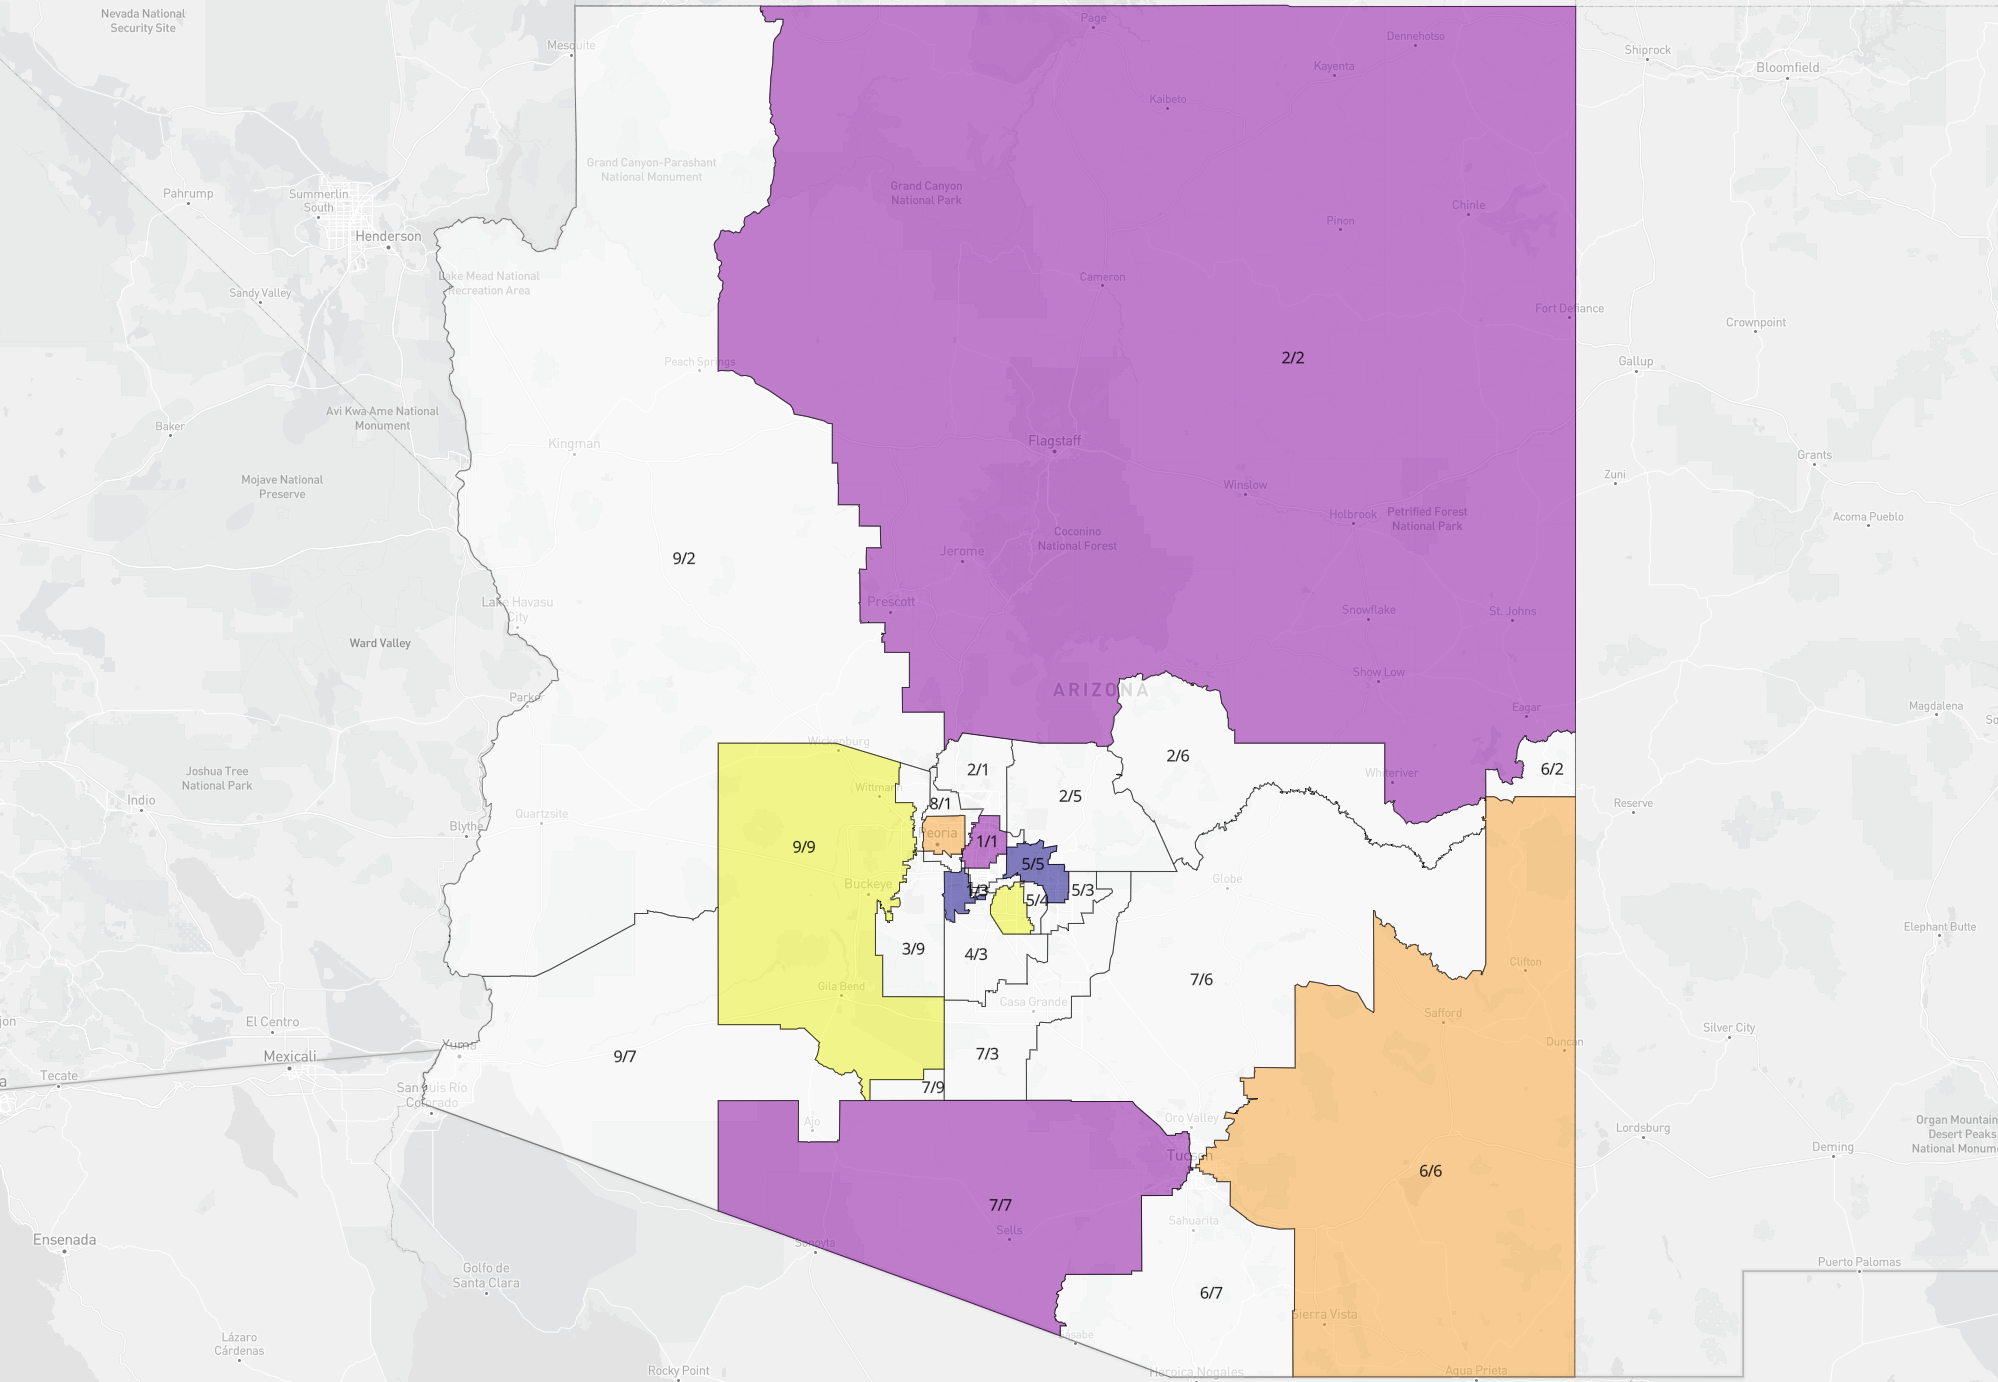 Nevada National
Security Site
Mesquite
Page
Dennehotso
Shiprock
Bloomfield
Kayenta
Kaibeto
Grand Canyon-Parashant
National Monument
Pahrump
Summerlin
South
Grand Canyon
National Park
Chinle
Pinon
Henderson
Lake Mead National
Recreation Area
Cameron
Sandy Valley
Fort Defiance
Crownpoint
2/2
Peach Springs
Gallup
Avi Kwa Ame National
Monument
Baker
Kingman
Flagstaff
Grants
Zuni
Mojave National
Preserve
Winslow
Holbrook
Petrified Forest
National Park
Acoma Pueblo
Coconino
National Forest
Jerome
9/2
Lake Havasu
City
Prescott
Snowflake
St. Johns
Ward Valley
Show Low
ARIZONA
Parker
Eagar
Magdalena
So
Wickenburg
2/6
2/1
6/2
Joshua Tree
National Park
Whiteriver
Wittmann
2/5
Indio
8/1
Reserve
Quartzsite
Blythe
Peoria
1/1
9/9
5/5
Globe
Buckeye
1/3
5/3
5/4
Elephant Butte
3/9
4/3
Clifton
7/6
Gila Bend
Casa Grande
Safford
jon
El Centro
Silver City
Duncan
Yuma
9/7
7/3
Mexicali
Tecate
a
San Luis Río
Colorado
7/9
Ajo
Oro Valley
Lordsburg
Organ Mountain
Desert Peaks
National Monume
Deming
Tucson
6/6
7/7
Sahuarita
Sells
Ensenada
Sonoyta
Puerto Palomas
Golfo de
Santa Clara
6/7
Sierra Vista
Lázaro
Cárdenas
Sásabe
Rocky Point
Heroica Nogales
Agua Prieta